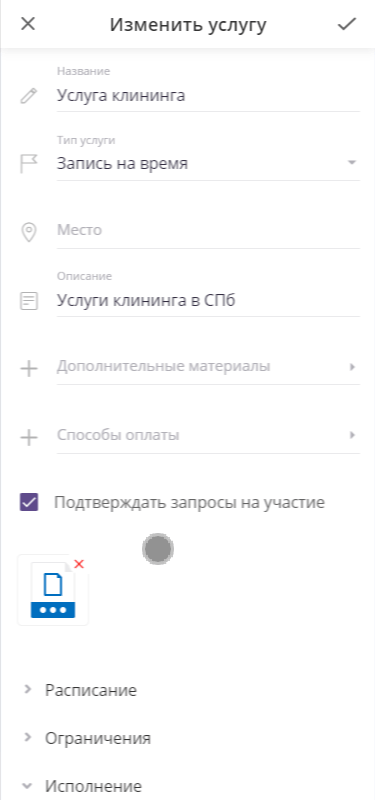 Изменить услугу
Название
Услуга клининга
Тип услуги
Запись на время
Место
Описание
Услуги клининга в СПб
Дополнительные материалы
Способы оплаты
Подтверждать запросы на участие
Расписание
Ограничения
Исполнение